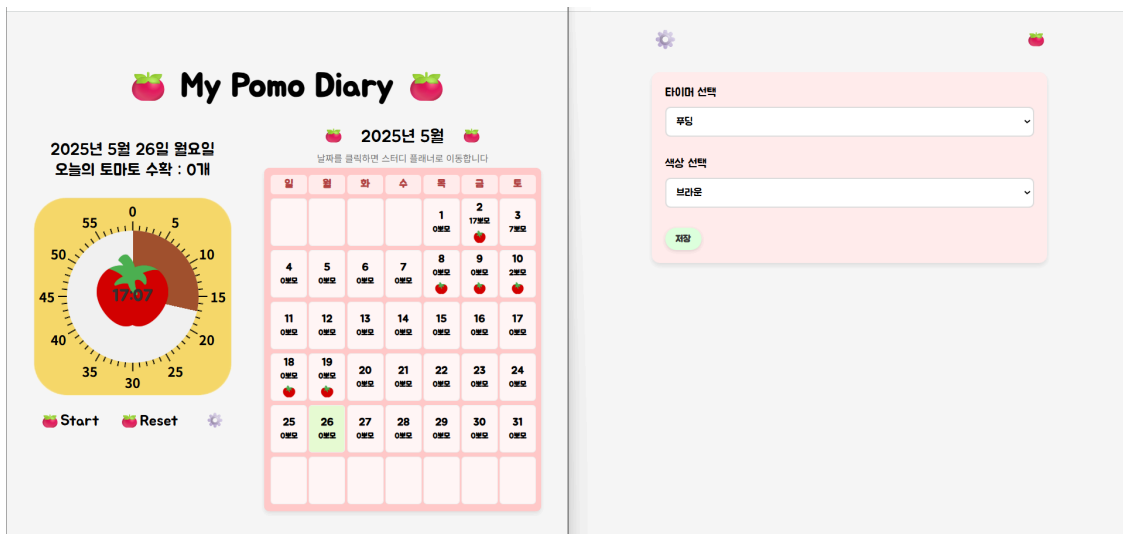 My Pomo Diary
2025년 5월 26일 월요일
오늘의 토마토 수확 : 0개
0
5
10
15
20
25
30
35
40
45
50
55
17:07
Start Reset
2025년 5월
날짜를 클릭하면 스터디 플래너로 이동합니다
일 월 화 수 목 금 토
1 2 3
0뽀모 17뽀모 7뽀모
4 5 6 7 8 9 10
0뽀모 0뽀모 0뽀모 0뽀모 0뽀모 0뽀모 2뽀모
11 12 13 14 15 16 17
0뽀모 0뽀모 0뽀모 0뽀모 0뽀모 0뽀모 0뽀모
18 19 20 21 22 23 24
0뽀모 0뽀모 0뽀모 0뽀모 0뽀모 0뽀모 0뽀모
25 26 27 28 29 30 31
0뽀모 0뽀모 0뽀모 0뽀모 0뽀모 0뽀모 0뽀모
타이머 선택
푸딩
색상 선택
브라운
저장